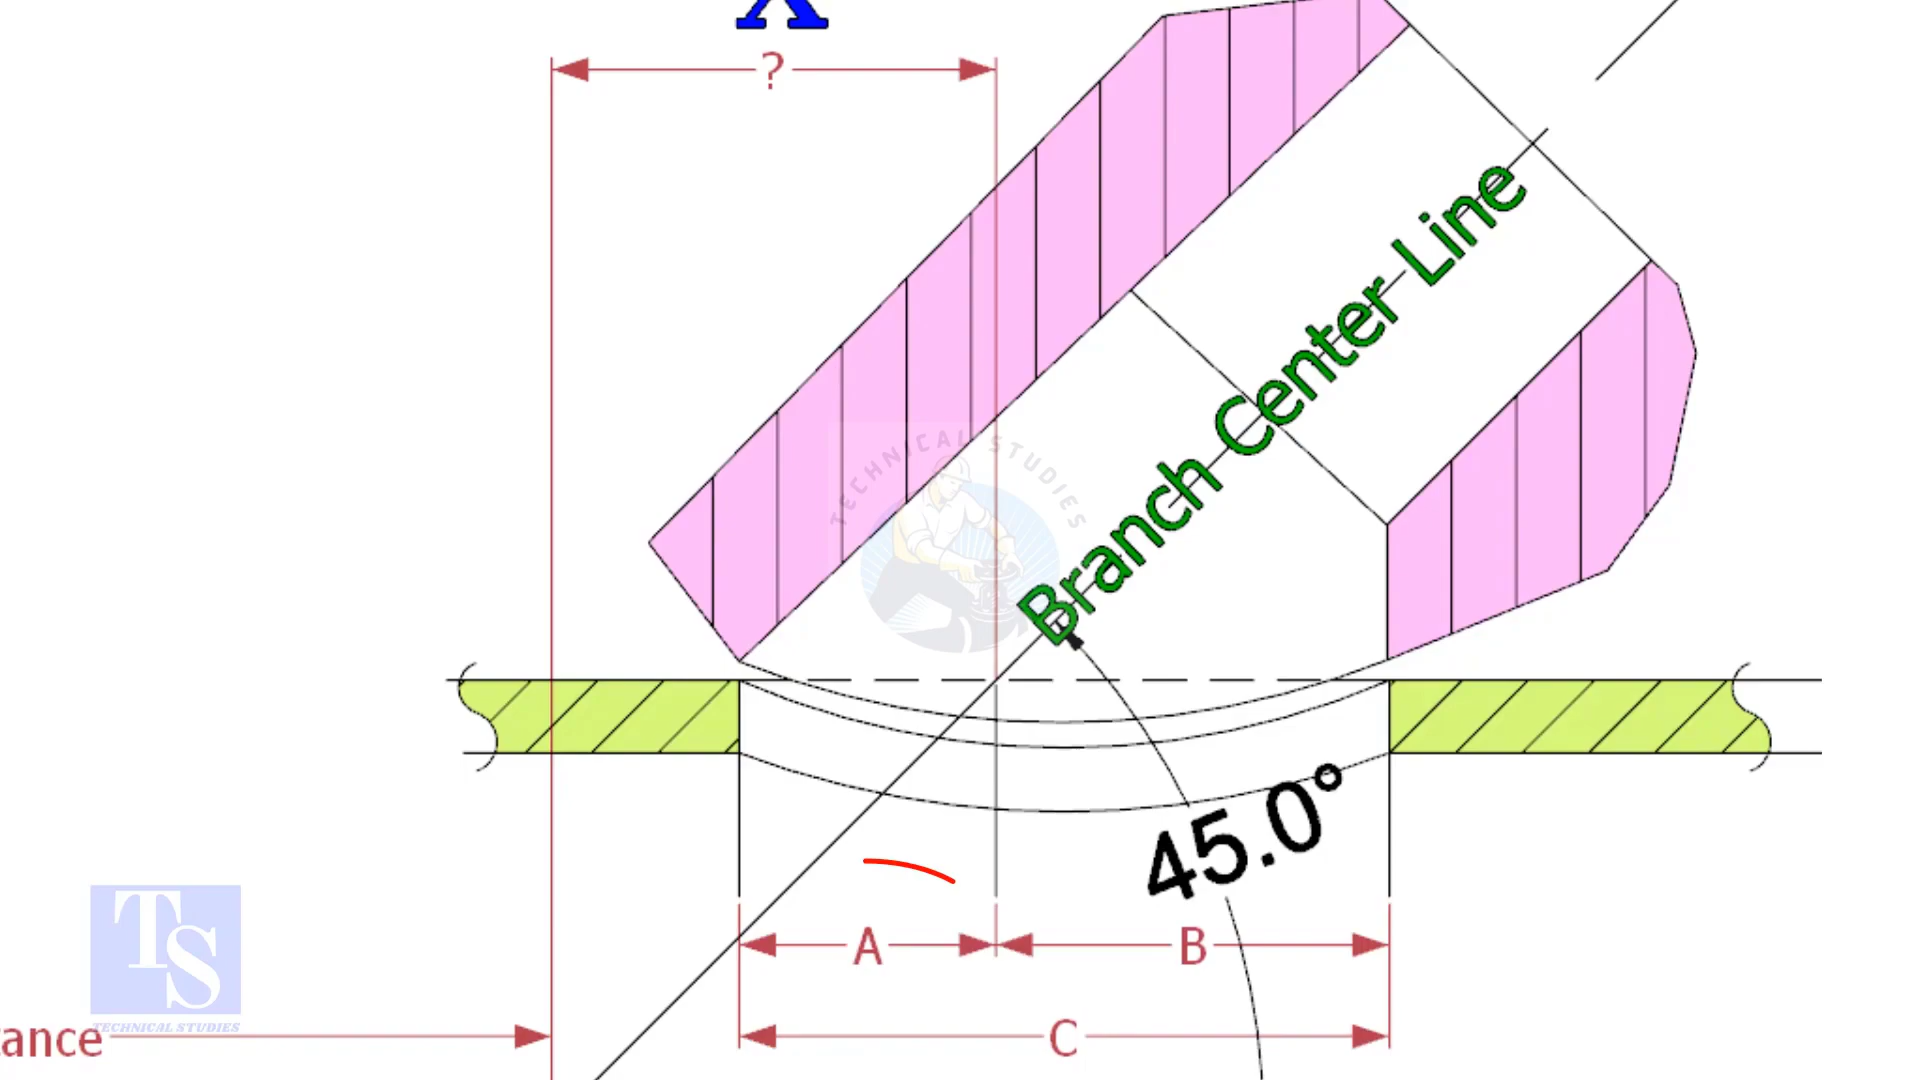 X
?
Branch Center Line
TECHNICAL STUDIES
45.0°
A
B
TS
TECHNICAL STUDIES
ance
C